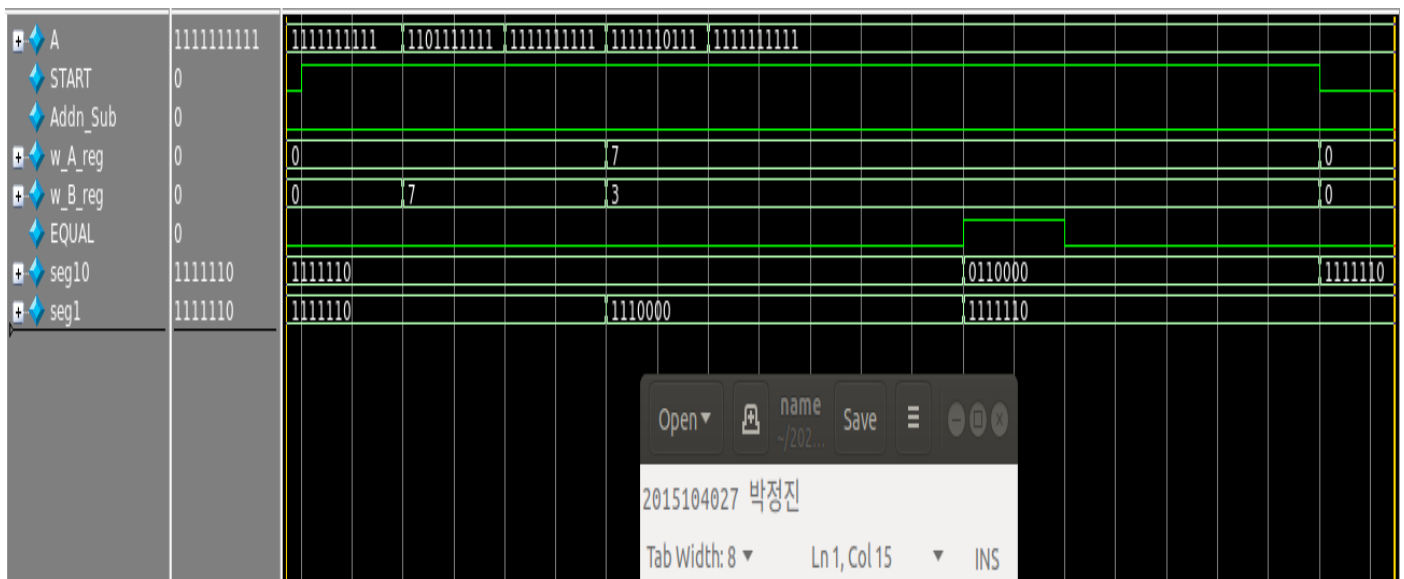 A 1111111111 1111111111 1101111111 1111111111 1111110111 1111111111
START 0
Addn_Sub 0
w_A_reg 0 0 7 0
w_B_reg 0 0 7 3 0
EQUAL 0
seg10 1111110 1111110 0110000 1111110
seg1 1111110 1111110 1110000 1111110
Open name Save
~/202...
2015104027 박정진
Tab Width: 8 Ln 1, Col 15 INS